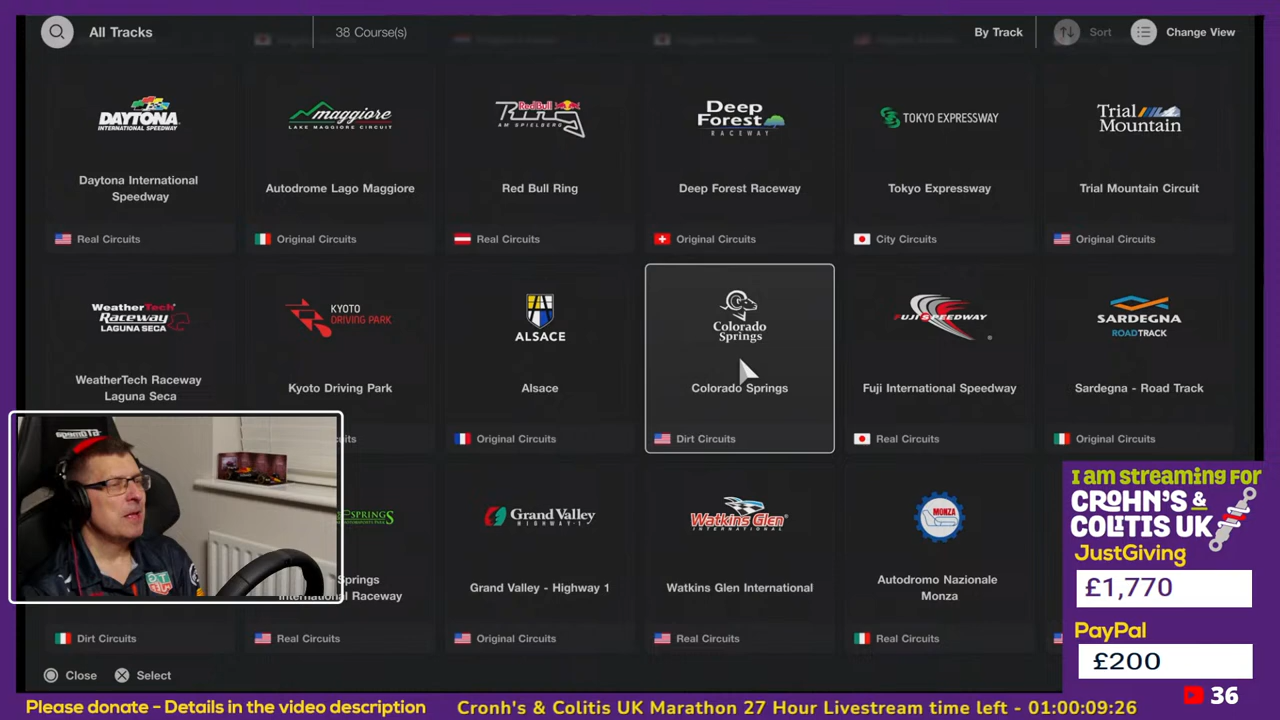 All Tracks
38 Course(s)
By Track
Sort
Change View
DAYTONA
INTERNATIONAL SPEEDWAY
maggiore
LAKE MAGGIORE CIRCUIT
RedBull
Ring
AM SPIELBERG
Deep
Forest
RACEWAY
TOKYO EXPRESSWAY
Trial
Mountain
Daytona International
Speedway
Autodrome Lago Maggiore
Red Bull Ring
Deep Forest Raceway
Tokyo Expressway
Trial Mountain Circuit
Real Circuits
Original Circuits
Real Circuits
Original Circuits
City Circuits
Original Circuits
WeatherTech
Raceway
LAGUNA SECA
KYOTO
DRIVING PARK
ALSACE
Colorado
Springs
FUJI SPEEDWAY
SARDEGNA
ROAD TRACK
WeatherTech Raceway
Laguna Seca
Kyoto Driving Park
Alsace
Colorado Springs
Fuji International Speedway
Sardegna - Road Track
Original Circuits
Dirt Circuits
Real Circuits
Original Circuits
Grand Valley
HIGHWAY 1
Watkins Glen
INTERNATIONAL
MONZA
Springs
International Raceway
Grand Valley - Highway 1
Watkins Glen International
Autodromo Nazionale
Monza
Dirt Circuits
Real Circuits
Original Circuits
Real Circuits
Real Circuits
Close
Select
I am streaming for
CROHN'S &
COLITIS UK
JustGiving
£1,770
PayPal
£200
36
Please donate - Details in the video description
Cronh's & Colitis UK Marathon 27 Hour Livestream time left - 01:00:09:26